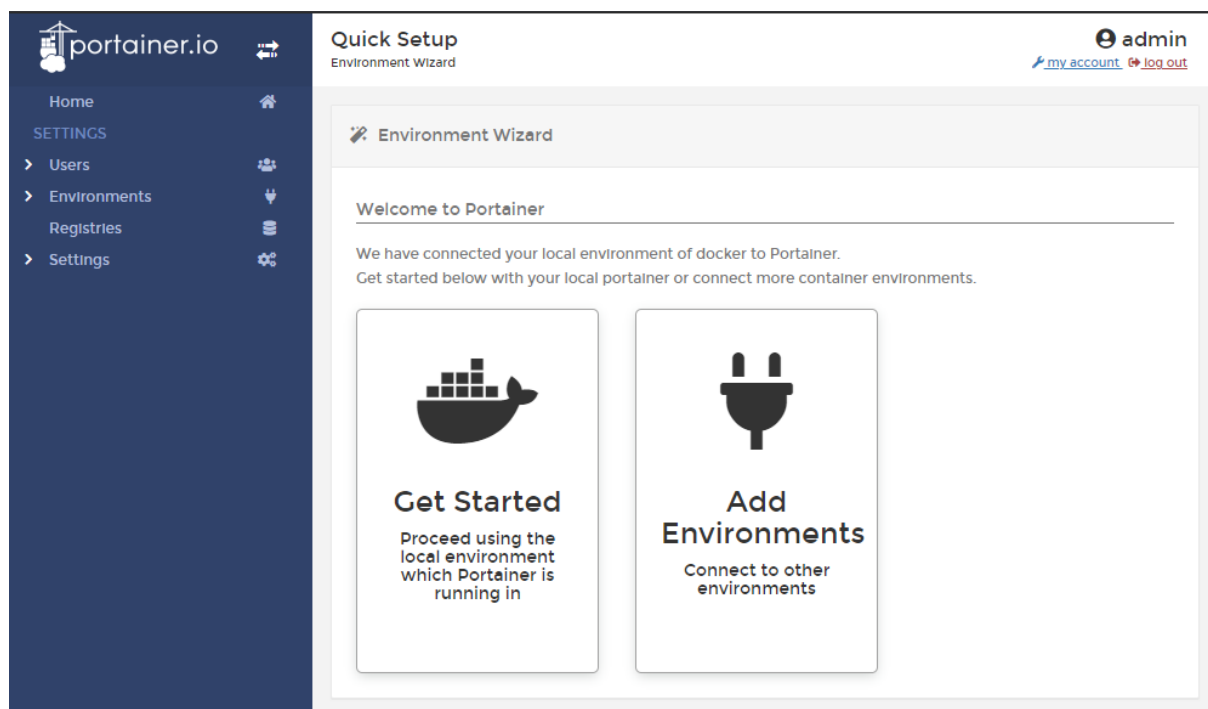 portainer.io
Home
SETTINGS
Users
Environments
Registries
Settings
Quick Setup
Environment Wizard
admin
my account log out
Environment Wizard
Welcome to Portainer
We have connected your local environment of docker to Portainer.
Get started below with your local portainer or connect more container environments.
Get Started
Proceed using the
local environment
which Portainer is
running in
Add
Environments
Connect to other
environments